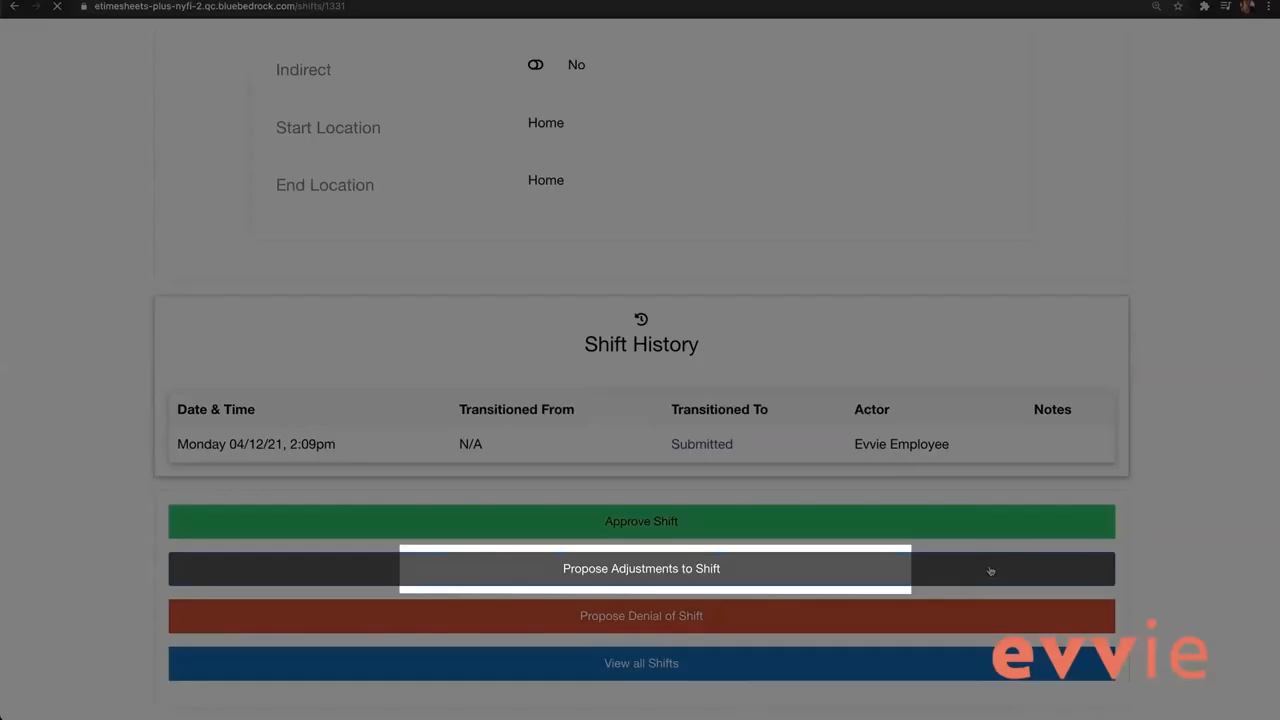 etimesheets-plus-nyfi-2.qc.bluebedrock.com/shifts/1331
Indirect No
Start Location Home
End Location Home
Shift History
Date & Time Transitioned From Transitioned To Actor Notes
Monday 04/12/21, 2:09pm N/A Submitted Evvie Employee
Approve Shift
Propose Adjustments to Shift
Propose Denial of Shift
View all Shifts
evvie